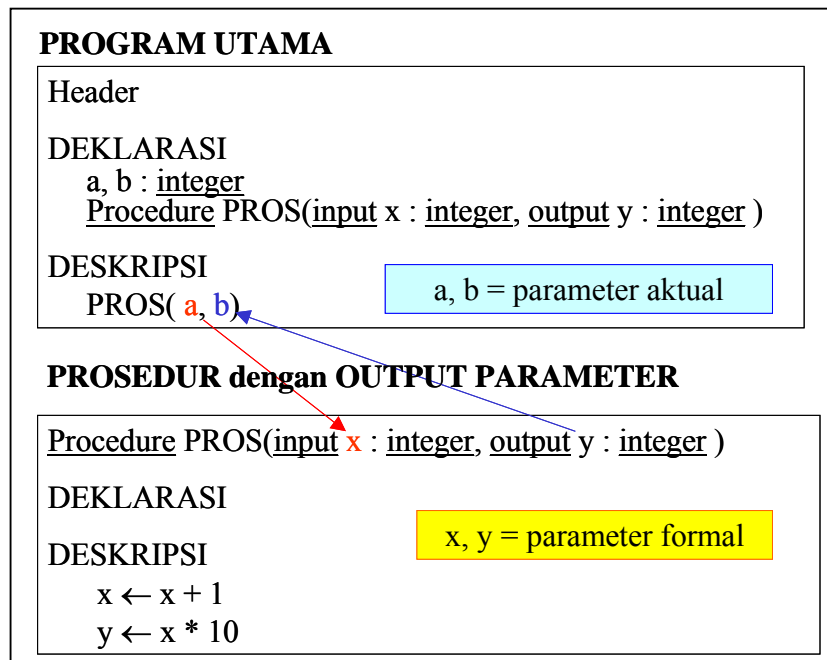 PROGRAM UTAMA
Header
DEKLARASI
a, b : integer
Procedure PROS(input x : integer, output y : integer )
DESKRIPSI
PROS( a, b)
a, b = parameter aktual
PROSEDUR dengan OUTPUT PARAMETER
Procedure PROS(input x : integer, output y : integer )
DEKLARASI
x, y = parameter formal
DESKRIPSI
x ← x + 1
y ← x * 10